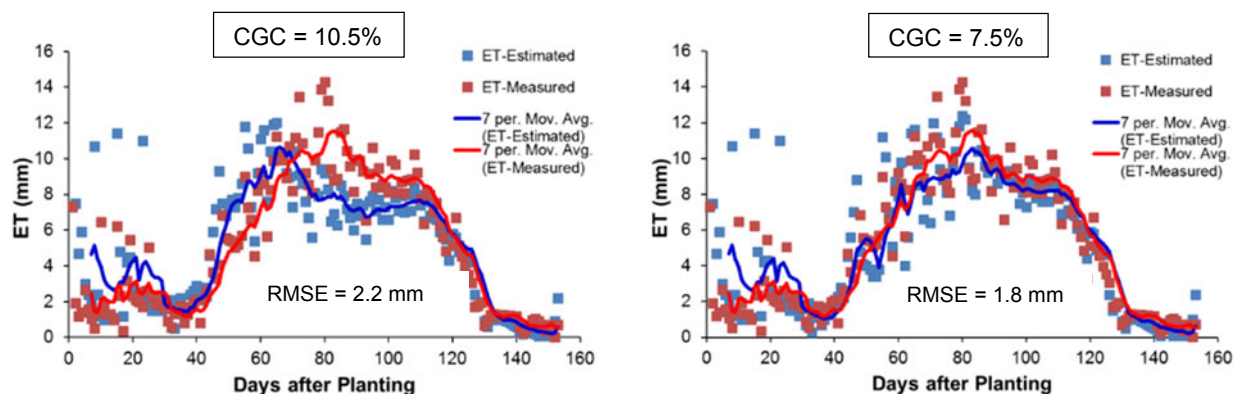 CGC = 10.5%
16
14
12
10
8
6
4
2
0
ET (mm)
ET-Estimated
ET-Measured
7 per. Mov. Avg.
(ET-Estimated)
7 per. Mov. Avg.
(ET-Measured)
RMSE = 2.2 mm
0 20 40 60 80 100 120 140 160
Days after Planting
CGC = 7.5%
16
14
12
10
8
6
4
2
0
ET (mm)
ET-Estimated
ET-Measured
7 per. Mov. Avg.
(ET-Estimated)
7 per. Mov. Avg.
(ET-Measured)
RMSE = 1.8 mm
0 20 40 60 80 100 120 140 160
Days after Planting